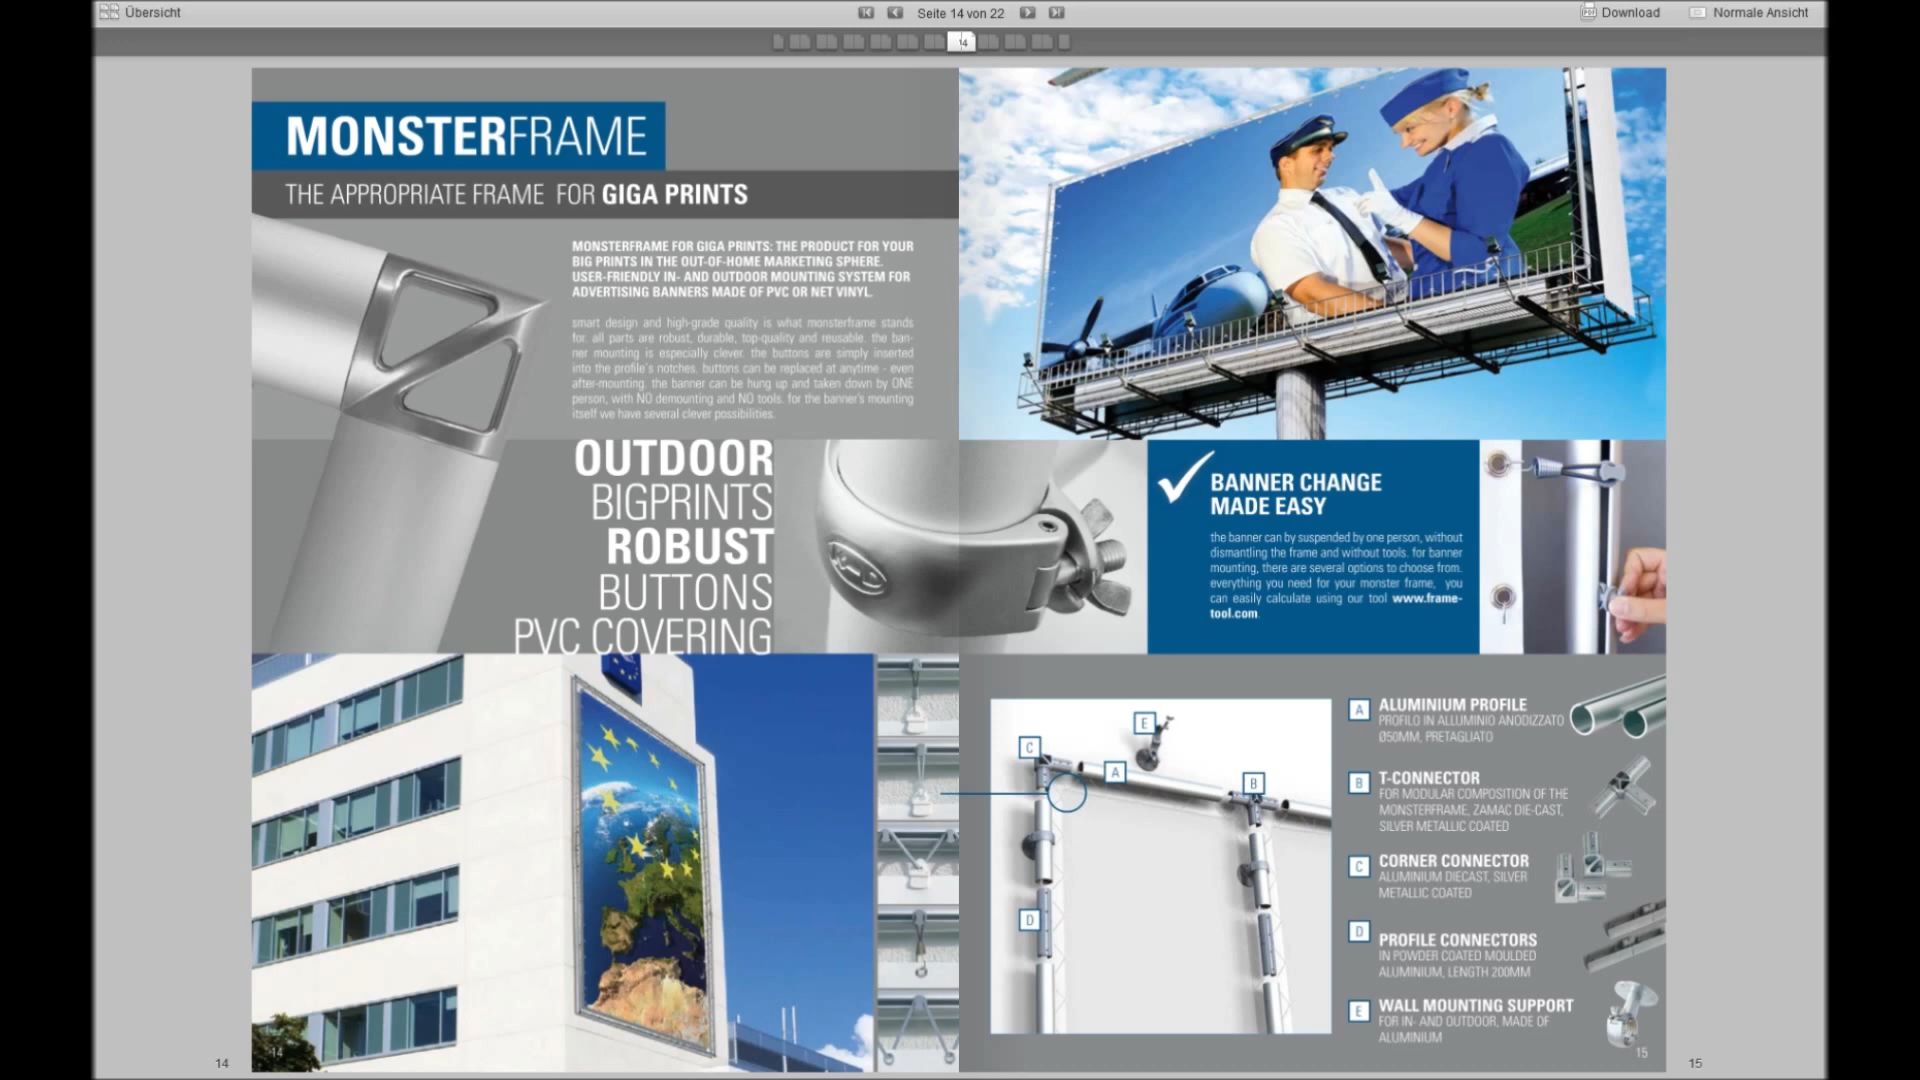 Übersicht
Seite 14 von 22
Download
Normale Ansicht
14
MONSTERFRAME
THE APPROPRIATE FRAME FOR GIGA PRINTS
MONSTERFRAME FOR GIGA PRINTS: THE PRODUCT FOR YOUR
BIG PRINTS IN THE OUT-OF-HOME MARKETING SPHERE.
USER-FRIENDLY IN- AND OUTDOOR MOUNTING SYSTEM FOR
ADVERTISING BANNERS MADE OF PVC OR NET VINYL.
smart design and high-grade quality is what monsterframe stands
for. all parts are robust, durable, top-quality and reusable. the ban-
ner mounting is especially clever. the buttons are simply inserted
into the profile's notches. buttons can be replaced at anytime - even
after-mounting. the banner can be hung up and taken down by ONE
person, with NO demounting and NO tools. for the banner's mounting
itself we have several clever possibilities.
OUTDOOR
BIGPRINTS
ROBUST
BUTTONS
PVC COVERING
K-D
BANNER CHANGE
MADE EASY
the banner can by suspended by one person, without
dismantling the frame and without tools. for banner
mounting, there are several options to choose from.
everything you need for your monster frame, you
can easily calculate using our tool www.frame-
tool.com
E
C
A
B
D
A ALUMINIUM PROFILE
PROFILO IN ALLUMINIO ANODIZZATO
Ø50MM, PRETAGLIATO
B T-CONNECTOR
FOR MODULAR COMPOSITION OF THE
MONSTERFRAME, ZAMAC DIE-CAST,
SILVER METALLIC COATED
C CORNER CONNECTOR
ALUMINIUM DIECAST, SILVER
METALLIC COATED
D PROFILE CONNECTORS
IN POWDER COATED MOULDED
ALUMINIUM, LENGTH 200MM
E WALL MOUNTING SUPPORT
FOR IN- AND OUTDOOR, MADE OF
ALUMINIUM
14
14
15
15